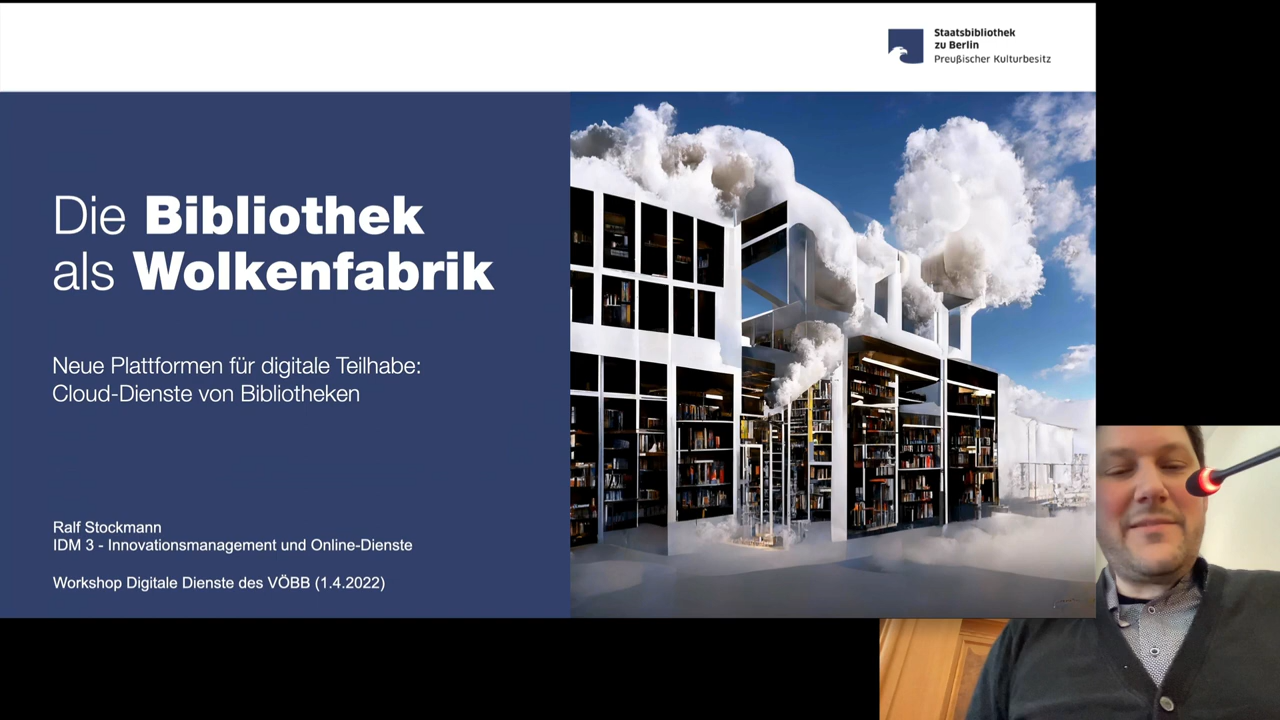 Staatsbibliothek
zu Berlin
Preußischer Kulturbesitz
Die Bibliothek
als Wolkenfabrik
Neue Plattformen für digitale Teilhabe:
Cloud-Dienste von Bibliotheken
Ralf Stockmann
IDM 3 - Innovationsmanagement und Online-Dienste
Workshop Digitale Dienste des VÖBB (1.4.2022)